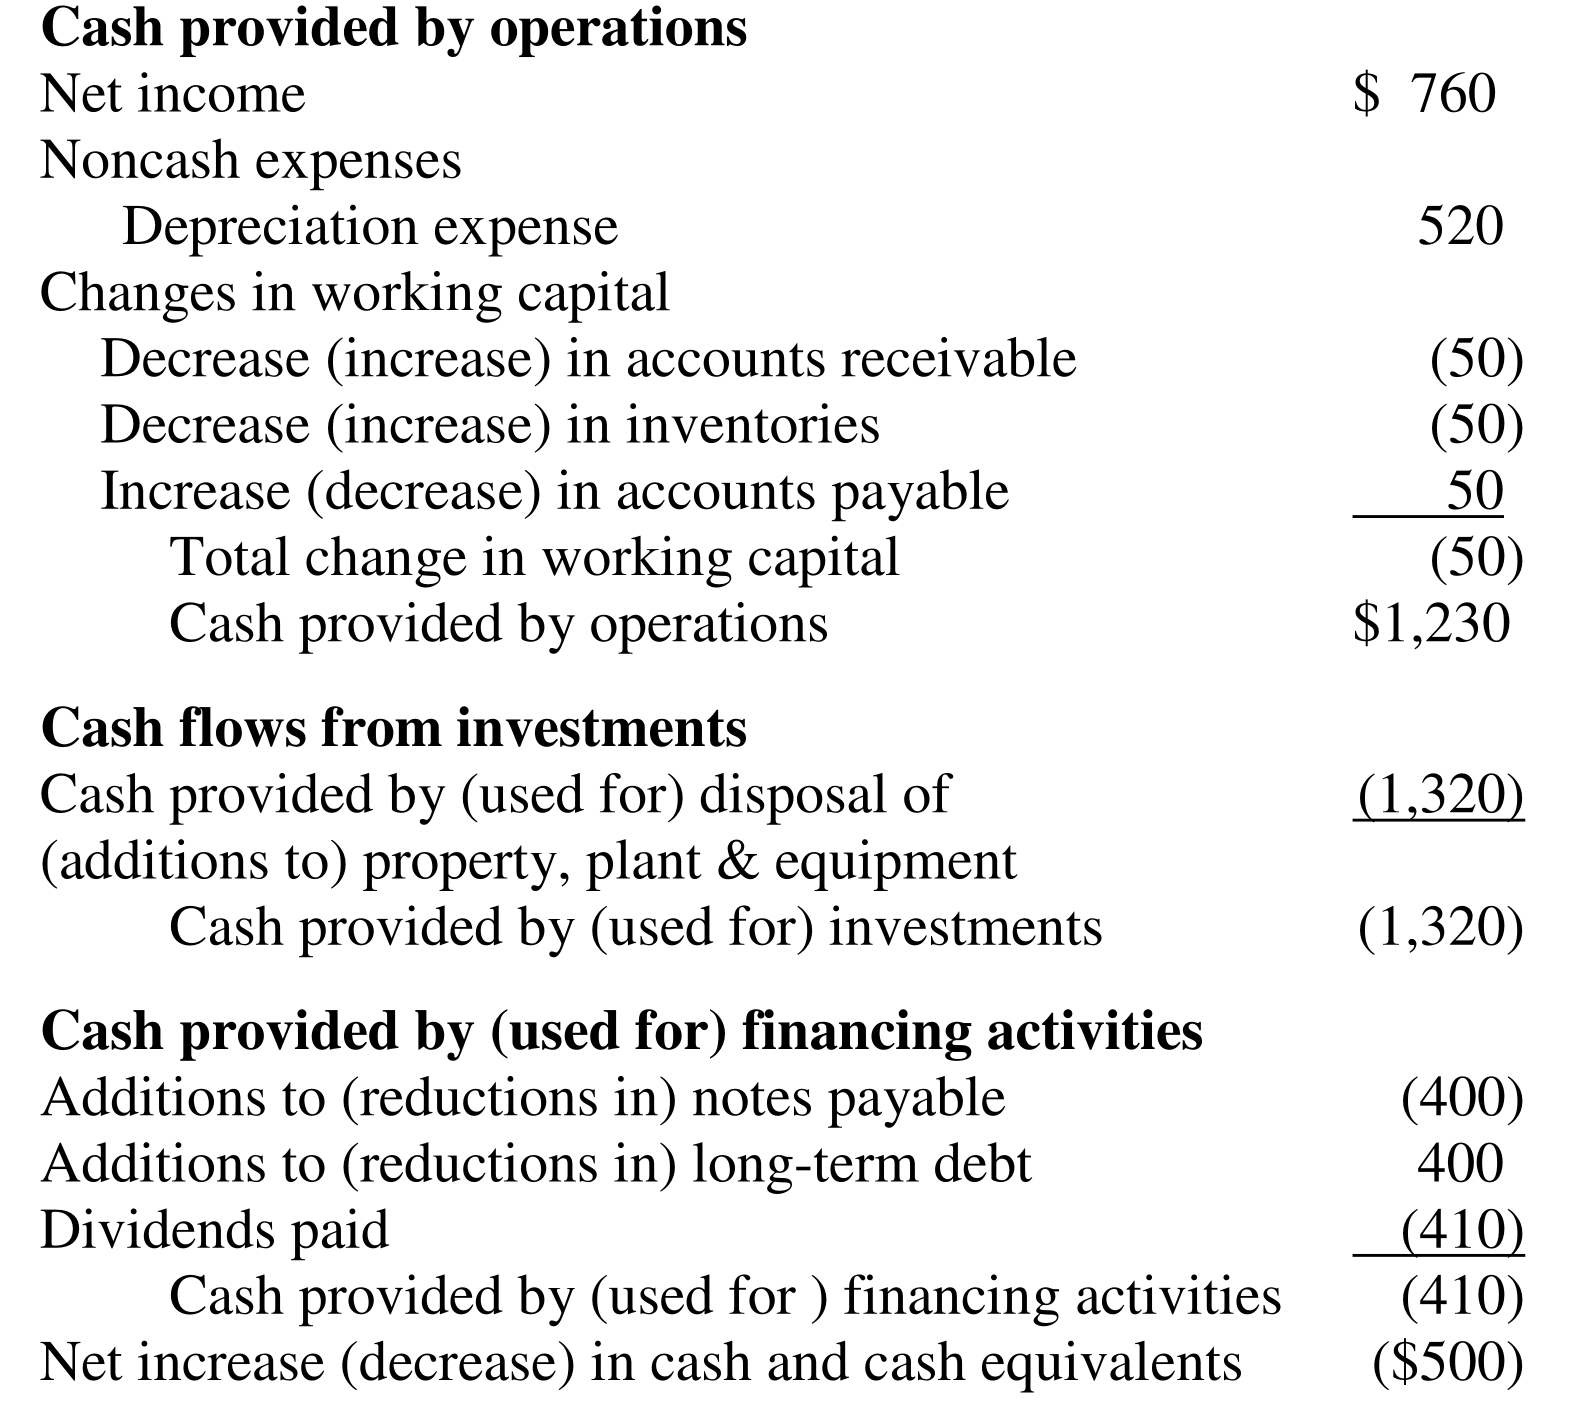 Cash provided by operations
Net income $ 760
Noncash expenses
Depreciation expense 520
Changes in working capital
Decrease (increase) in accounts receivable (50)
Decrease (increase) in inventories (50)
Increase (decrease) in accounts payable 50
Total change in working capital (50)
Cash provided by operations $1,230
Cash flows from investments
Cash provided by (used for) disposal of (1,320)
(additions to) property, plant & equipment
Cash provided by (used for) investments (1,320)
Cash provided by (used for) financing activities
Additions to (reductions in) notes payable (400)
Additions to (reductions in) long-term debt 400
Dividends paid (410)
Cash provided by (used for ) financing activities (410)
Net increase (decrease) in cash and cash equivalents ($500)